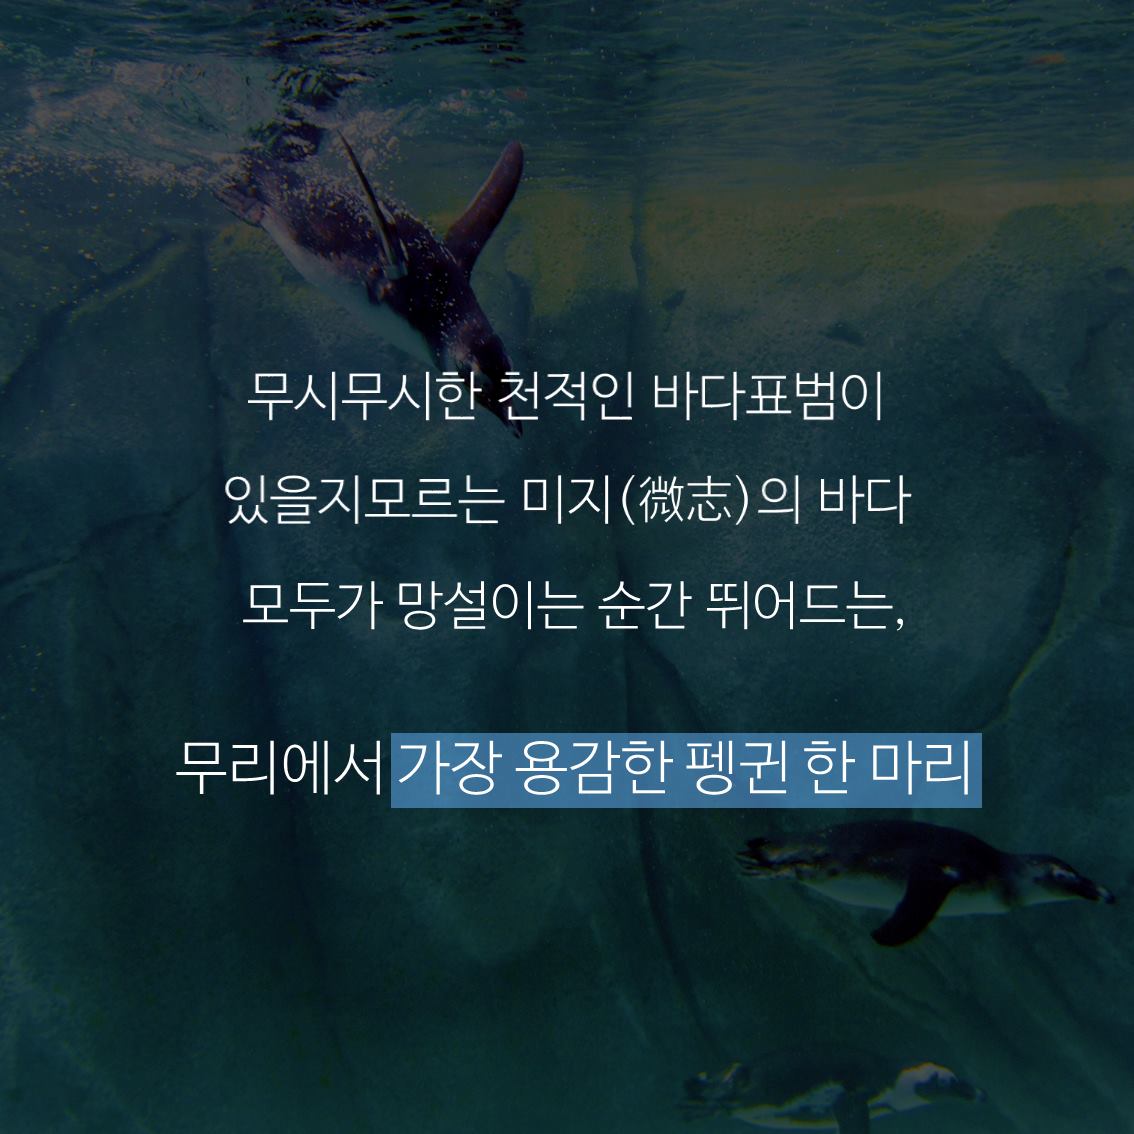 무시무시한 천적인 바다표범이
있을지모르는 미지(微志)의 바다
모두가 망설이는 순간 뛰어드는,
무리에서 가장 용감한 펭귄 한 마리